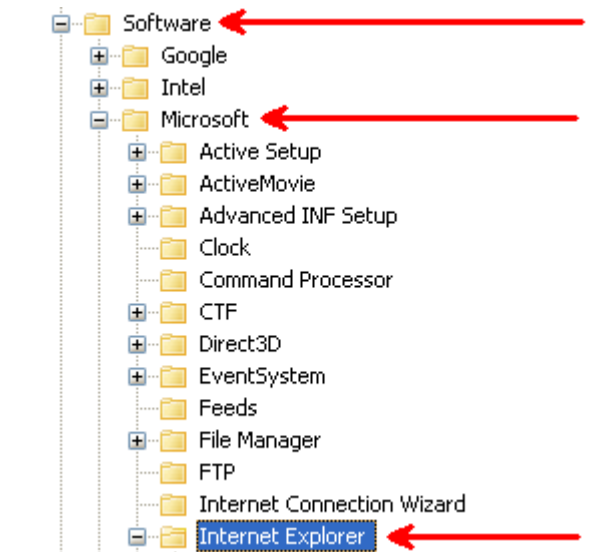 Software
Google
Intel
Microsoft
Active Setup
ActiveMovie
Advanced INF Setup
Clock
Command Processor
CTF
Direct3D
EventSystem
Feeds
File Manager
FTP
Internet Connection Wizard
Internet Explorer